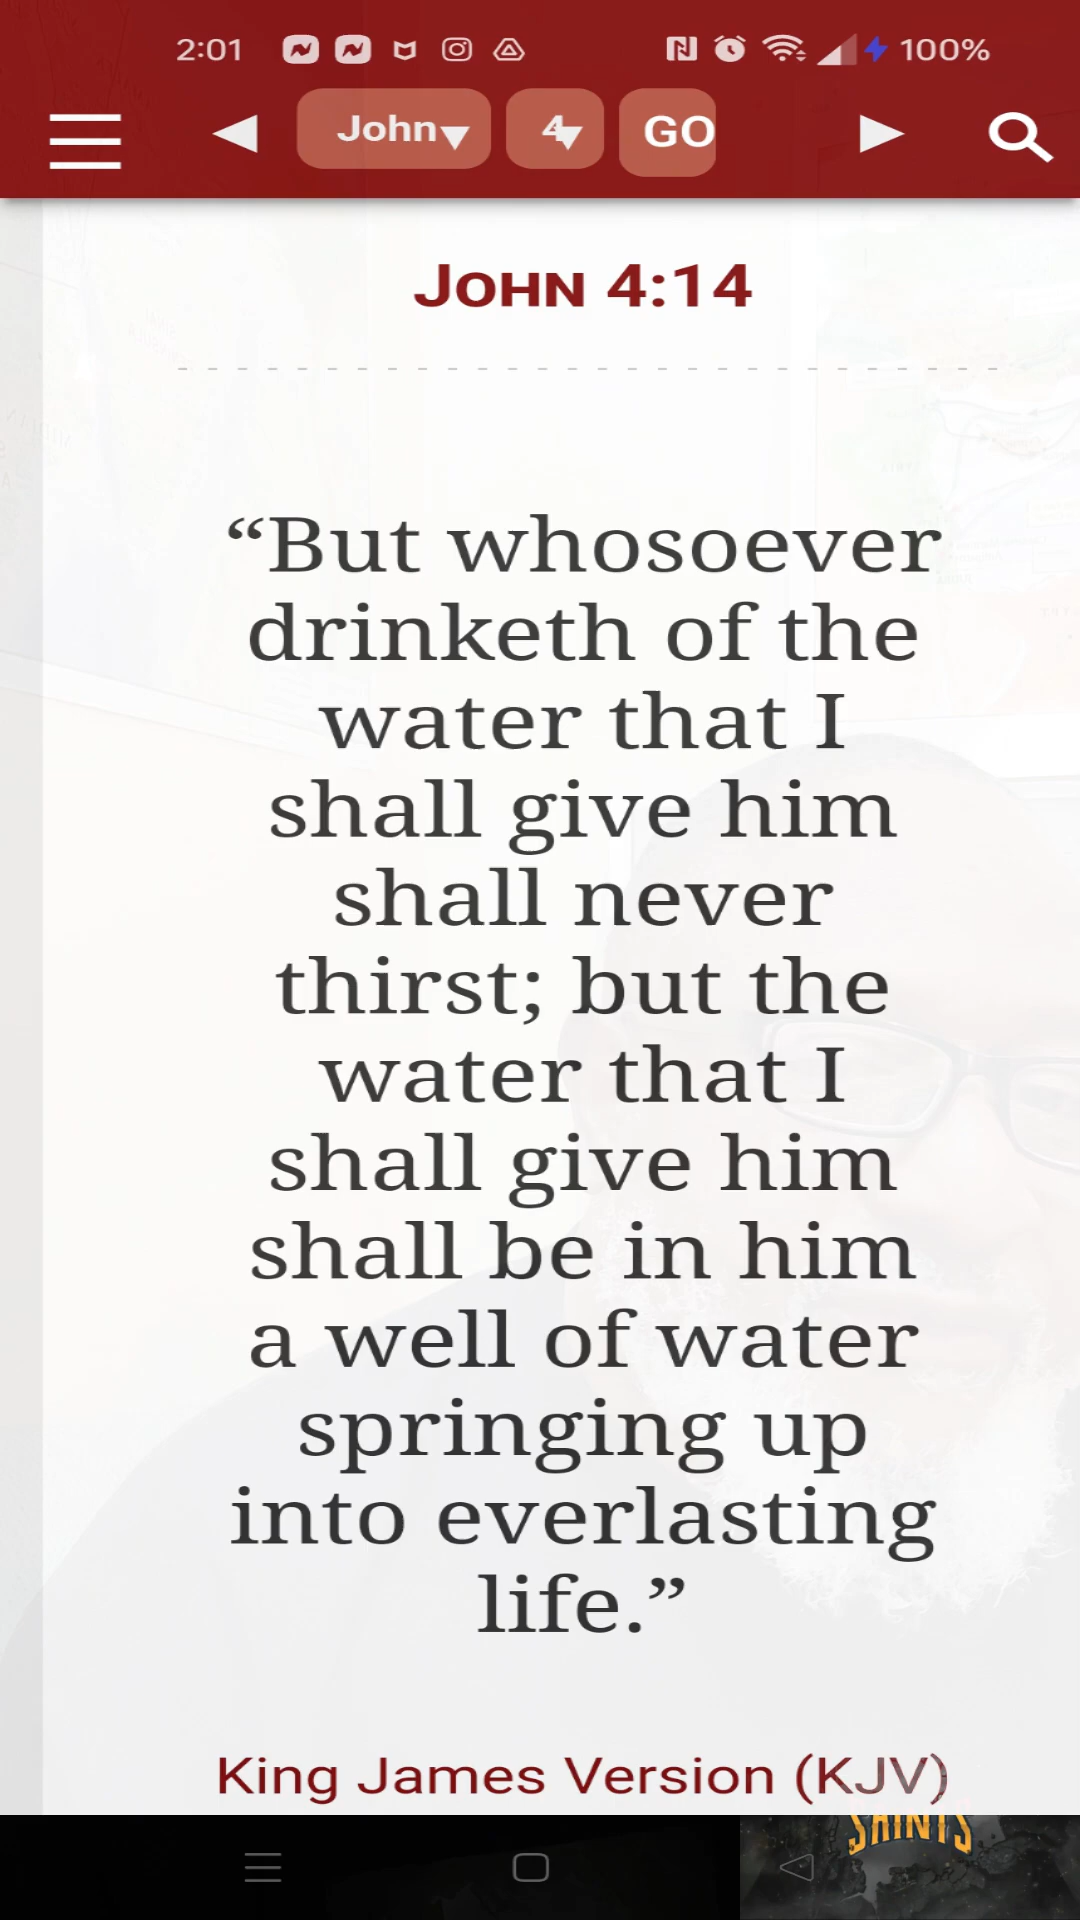 2:01 100%
John 4 GO
JOHN 4:14
“But whosoever
drinketh of the
water that I
shall give him
shall never
thirst; but the
water that I
shall give him
shall be in him
a well of water
springing up
into everlasting
life.”
King James Version (KJV)
SAINTS